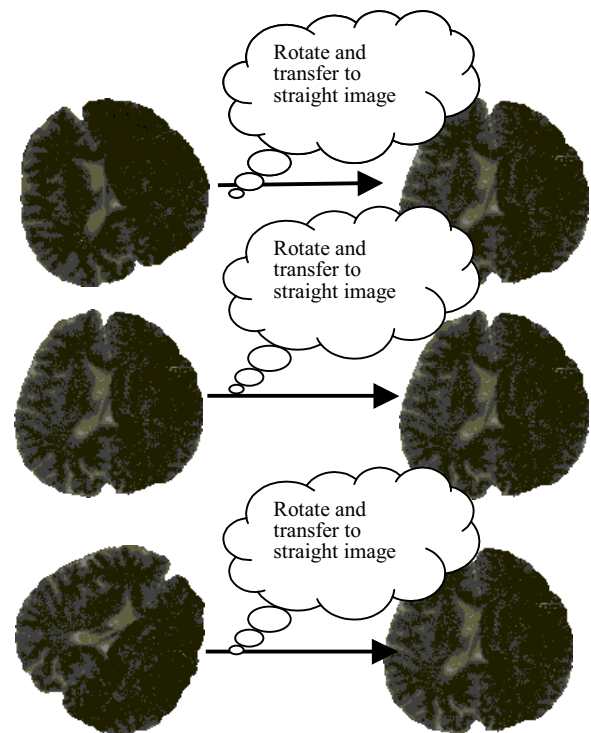 Rotate and
transfer to
straight image
Rotate and
transfer to
straight image
Rotate and
transfer to
straight image